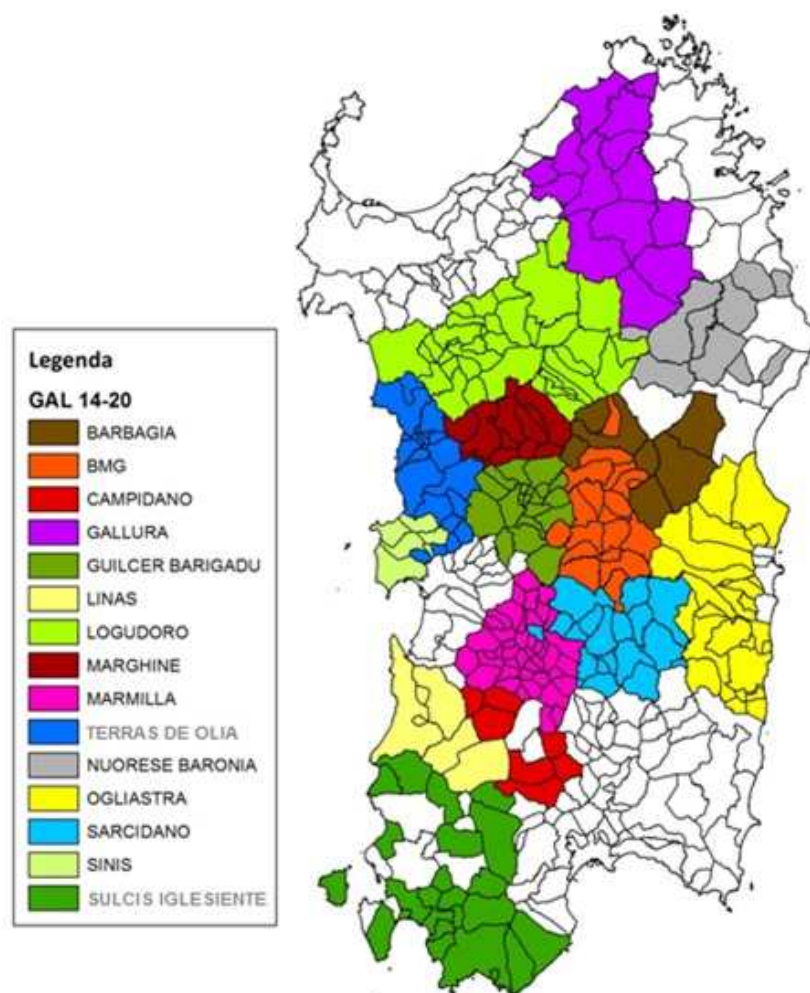 Legenda
GAL 14-20
BARBAGIA
BMG
CAMPIDANO
GALLURA
GUILCER BARIGADU
LINAS
LOGUDORO
MARGHINE
MARMILLA
TERRAS DE OLIA
NUORESE BARONIA
OGLIASTRA
SARCIDANO
SINIS
SULCIS IGLESIENTE